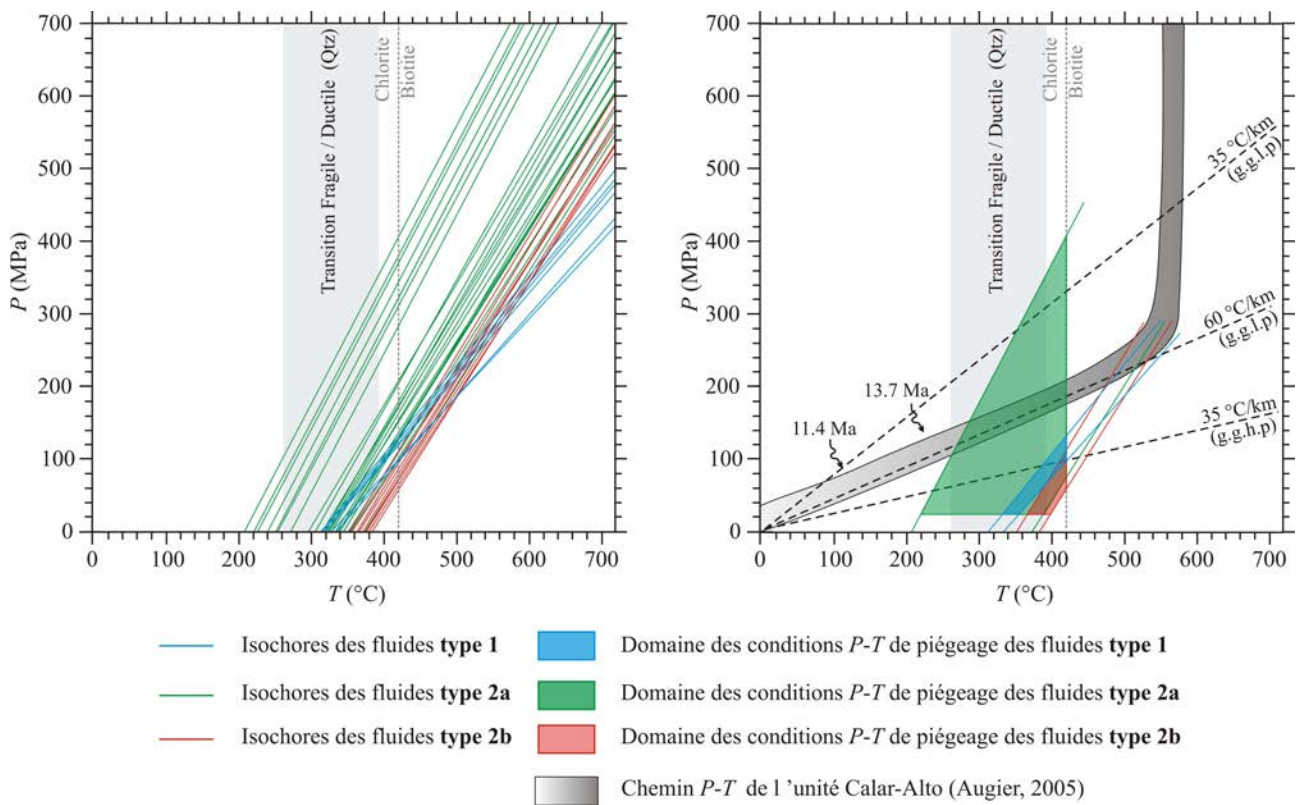 700
600
500
400
300
200
100
0
P (MPa)
0 100 200 300 400 500 600 700
T (°C)
Transition Fragile / Ductile (Qtz)
Chlorite
Biotite
700
600
500
400
300
200
100
0
P (MPa)
0 100 200 300 400 500 600 700
T (°C)
Transition Fragile / Ductile (Qtz)
Chlorite
Biotite
35 °C/km
(g.g.l.p)
60 °C/km
(g.g.l.p)
35 °C/km
(g.g.h.p)
13.7 Ma
11.4 Ma
Isochores des fluides type 1
Isochores des fluides type 2a
Isochores des fluides type 2b
Domaine des conditions P-T de piégeage des fluides type 1
Domaine des conditions P-T de piégeage des fluides type 2a
Domaine des conditions P-T de piégeage des fluides type 2b
Chemin P-T de l ’unité Calar-Alto (Augier, 2005)